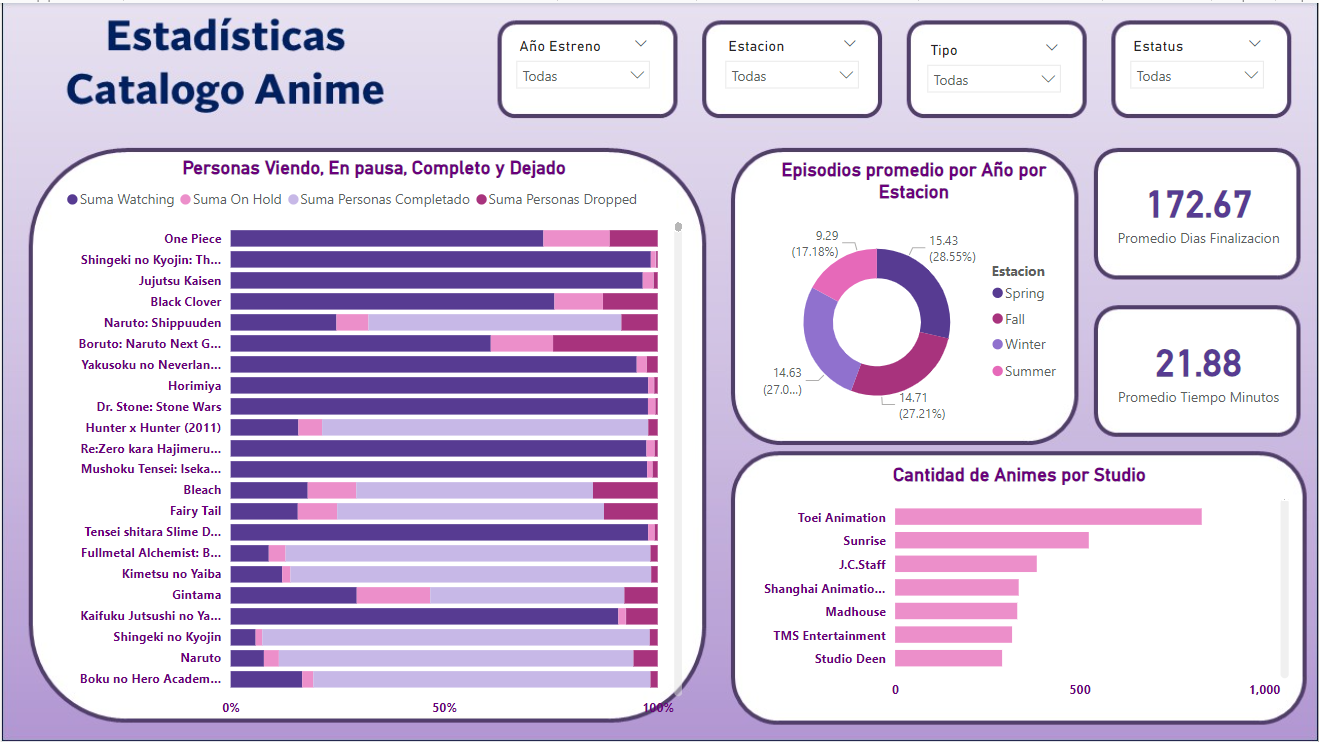 Estadísticas
Catalogo Anime
Año Estreno
Todas
Estacion
Todas
Tipo
Todas
Estatus
Todas
Personas Viendo, En pausa, Completo y Dejado
Suma Watching Suma On Hold Suma Personas Completado Suma Personas Dropped
One Piece
Shingeki no Kyojin: Th...
Jujutsu Kaisen
Black Clover
Naruto: Shippuuden
Boruto: Naruto Next G...
Yakusoku no Neverlan...
Horimiya
Dr. Stone: Stone Wars
Hunter x Hunter (2011)
Re:Zero kara Hajimeru...
Mushoku Tensei: Iseka...
Bleach
Fairy Tail
Tensei shitara Slime D...
Fullmetal Alchemist: B...
Kimetsu no Yaiba
Gintama
Kaifuku Jutsushi no Ya...
Shingeki no Kyojin
Naruto
Boku no Hero Academ...
0% 50% 100%
Episodios promedio por Año por
Estacion
9.29
(17.18%)
15.43
(28.55%)
14.63
(27.0...)
14.71
(27.21%)
Estacion
Spring
Fall
Winter
Summer
172.67
Promedio Dias Finalizacion
21.88
Promedio Tiempo Minutos
Cantidad de Animes por Studio
Toei Animation
Sunrise
J.C.Staff
Shanghai Animatio...
Madhouse
TMS Entertainment
Studio Deen
0 500 1,000